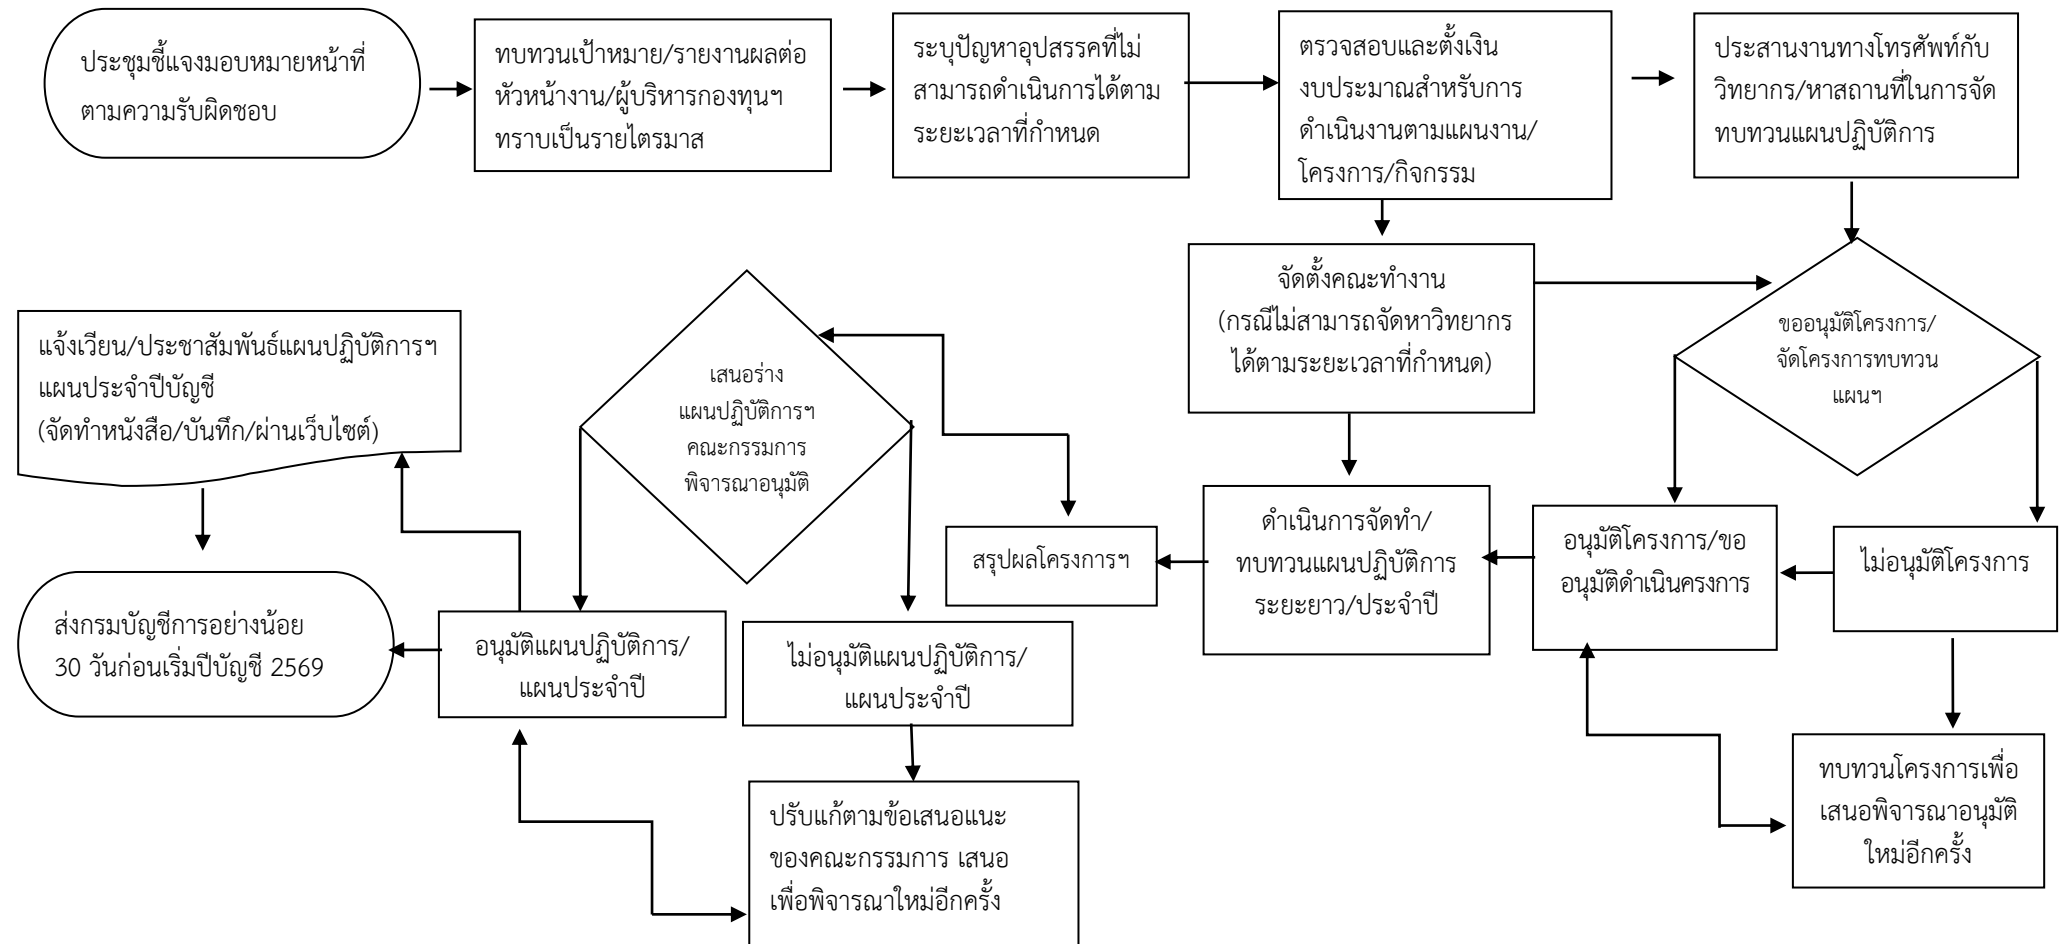 ประชุมชี้แจงมอบหมายหน้าที่
ตามความรับผิดชอบ
ทบทวนเป้าหมาย/รายงานผลต่อ
หัวหน้างาน/ผู้บริหารกองทุนฯ
ทราบเป็นรายไตรมาส
ระบุปัญหาอุปสรรคที่ไม่
สามารถดำเนินการได้ตาม
ระยะเวลาที่กำหนด
ตรวจสอบและตั้งเงิน
งบประมาณสำหรับการ
ดำเนินงานตามแผนงาน/
โครงการ/กิจกรรม
ประสานงานทางโทรศัพท์กับ
วิทยากร/หาสถานที่ในการจัด
ทบทวนแผนปฏิบัติการ
จัดตั้งคณะทำงาน
(กรณีไม่สามารถจัดหาวิทยากร
ได้ตามระยะเวลาที่กำหนด)
ขออนุมัติโครงการ/
จัดโครงการทบทวน
แผนฯ
อนุมัติโครงการ/ขอ
อนุมัติดำเนินครงการ
ไม่อนุมัติโครงการ
ทบทวนโครงการเพื่อ
เสนอพิจารณาอนุมัติ
ใหม่อีกครั้ง
ดำเนินการจัดทำ/
ทบทวนแผนปฏิบัติการ
ระยะยาว/ประจำปี
สรุปผลโครงการฯ
เสนอร่าง
แผนปฏิบัติการฯ
คณะกรรมการ
พิจารณาอนุมัติ
อนุมัติแผนปฏิบัติการ/
แผนประจำปี
ไม่อนุมัติแผนปฏิบัติการ/
แผนประจำปี
ปรับแก้ตามข้อเสนอแนะ
ของคณะกรรมการ เสนอ
เพื่อพิจารณาใหม่อีกครั้ง
แจ้งเวียน/ประชาสัมพันธ์แผนปฏิบัติการฯ
แผนประจำปีบัญชี
(จัดทำหนังสือ/บันทึก/ผ่านเว็บไซต์)
ส่งกรมบัญชีการอย่างน้อย
30 วันก่อนเริ่มปีบัญชี 2569